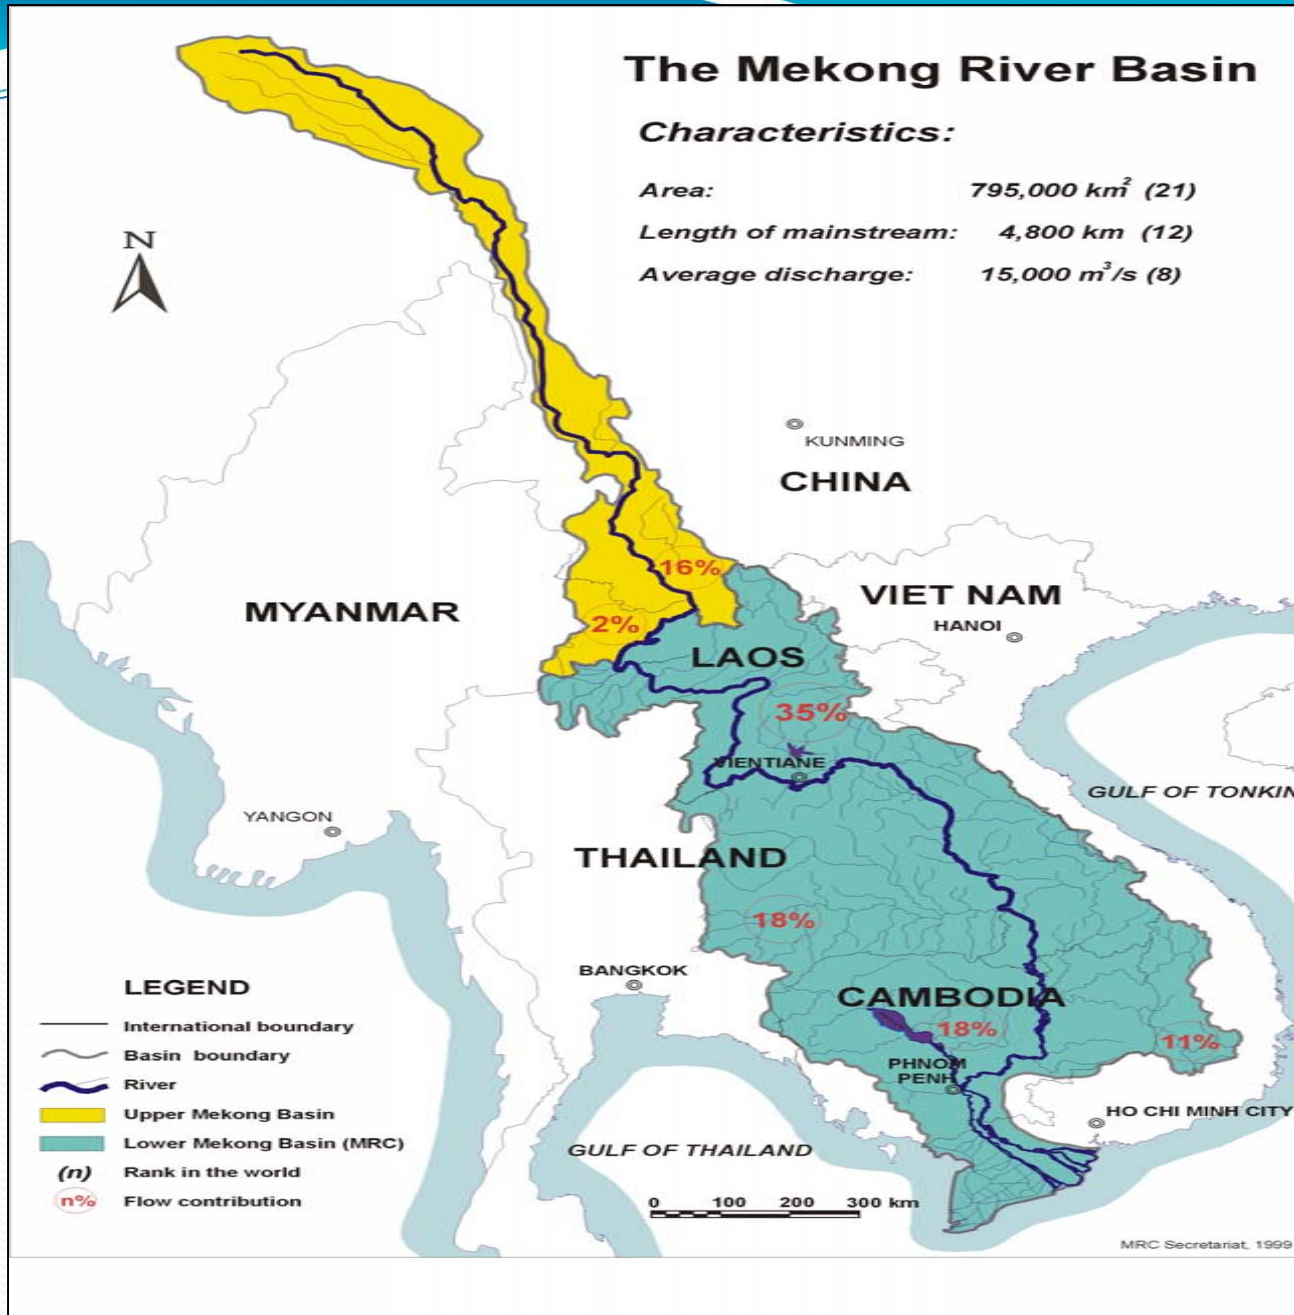 The Mekong River Basin
Characteristics:
Area: 795,000 km² (21)
Length of mainstream: 4,800 km (12)
Average discharge: 15,000 m³/s (8)
N
KUNMING
CHINA
16%
VIET NAM
MYANMAR
2%
HANOI
LAOS
35%
VIENTIANE
GULF OF TONKIN
YANGON
THAILAND
18%
BANGKOK
CAMBODIA
18%
11%
PHNOM
PENH
HO CHI MINH CITY
GULF OF THAILAND
LEGEND
International boundary
Basin boundary
River
Upper Mekong Basin
Lower Mekong Basin (MRC)
(n) Rank in the world
n% Flow contribution
0 100 200 300 km
MRC Secretariat, 1999